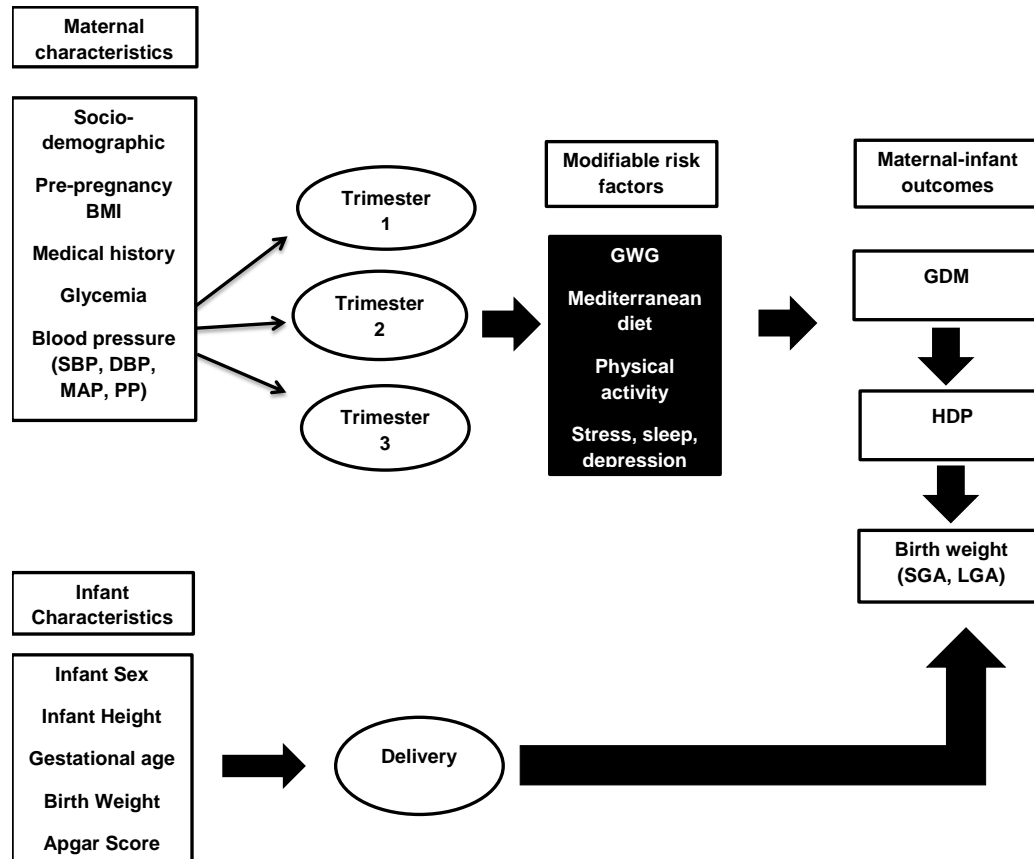 Maternal
characteristics
Socio-
demographic
Pre-pregnancy
BMI
Medical history
Glycemia
Blood pressure
(SBP, DBP,
MAP, PP)
Trimester
1
Trimester
2
Trimester
3
Modifiable risk
factors
GWG
Mediterranean
diet
Physical
activity
Stress, sleep,
depression
Maternal-infant
outcomes
GDM
HDP
Birth weight
(SGA, LGA)
Infant
Characteristics
Infant Sex
Infant Height
Gestational age
Birth Weight
Apgar Score
Delivery